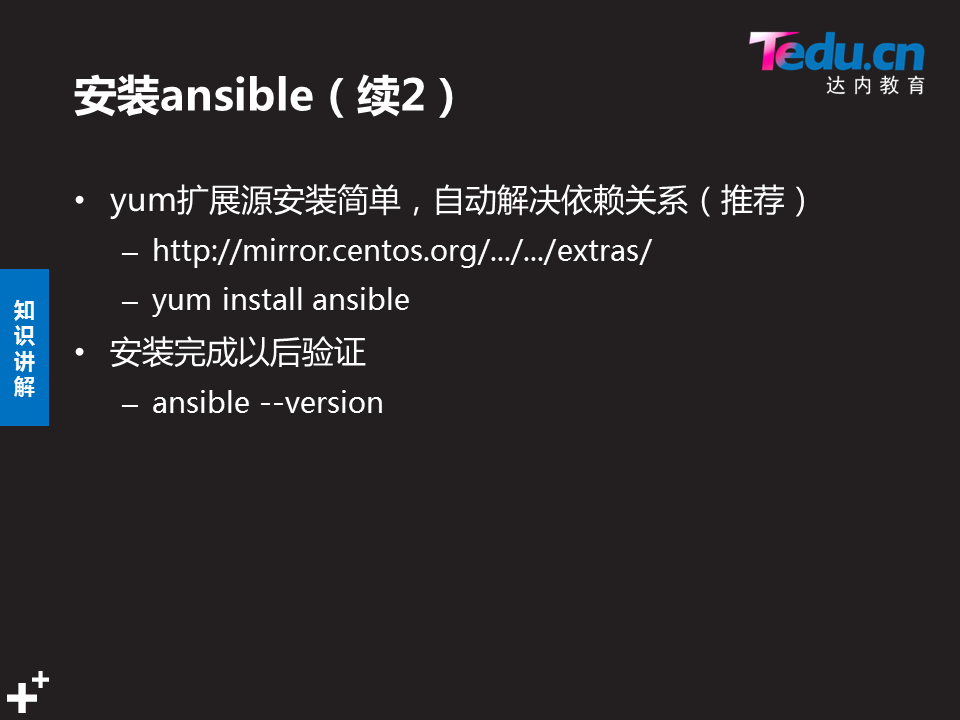 Tedu.cn
达内教育
安装ansible（续2）
• yum扩展源安装简单，自动解决依赖关系（推荐）
– http://mirror.centos.org/.../.../extras/
– yum install ansible
• 安装完成以后验证
– ansible --version
知
识
讲
解